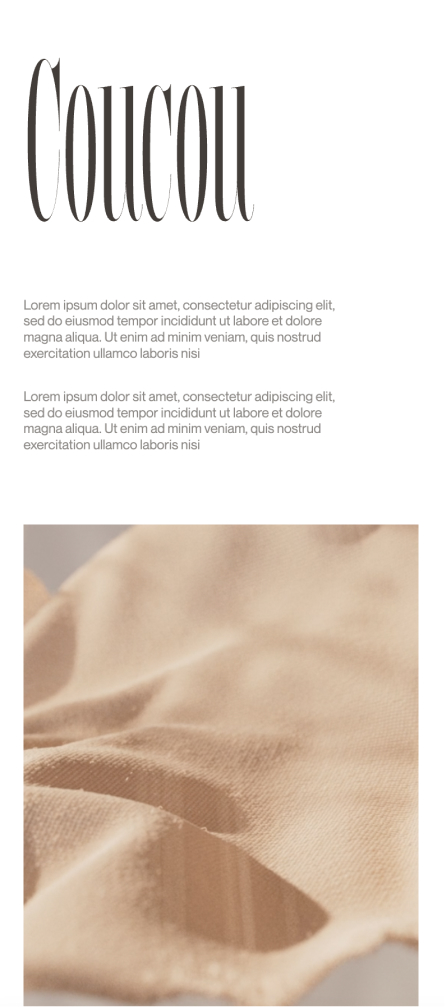 Coucou
Lorem ipsum dolor sit amet, consectetur adipiscing elit,
sed do eiusmod tempor incididunt ut labore et dolore
magna aliqua. Ut enim ad minim veniam, quis nostrud
exercitation ullamco laboris nisi
Lorem ipsum dolor sit amet, consectetur adipiscing elit,
sed do eiusmod tempor incididunt ut labore et dolore
magna aliqua. Ut enim ad minim veniam, quis nostrud
exercitation ullamco laboris nisi